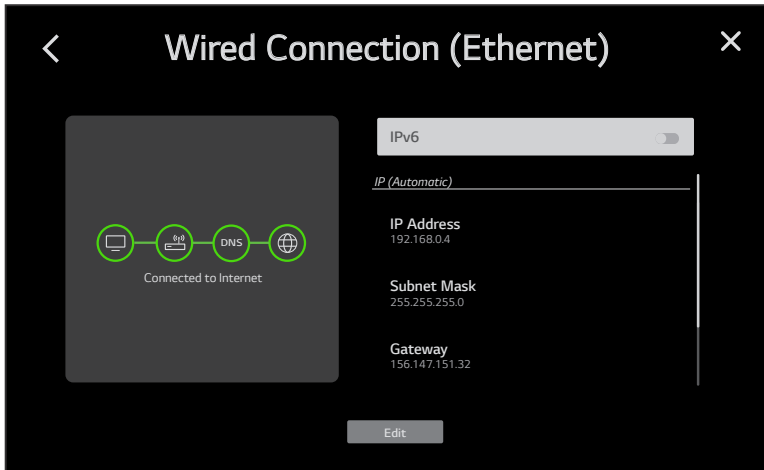 Wired Connection (Ethernet)
IPv6
DNS
Connected to Internet
IP (Automatic)
IP Address
192.168.0.4
Subnet Mask
255.255.255.0
Gateway
156.147.151.32
Edit